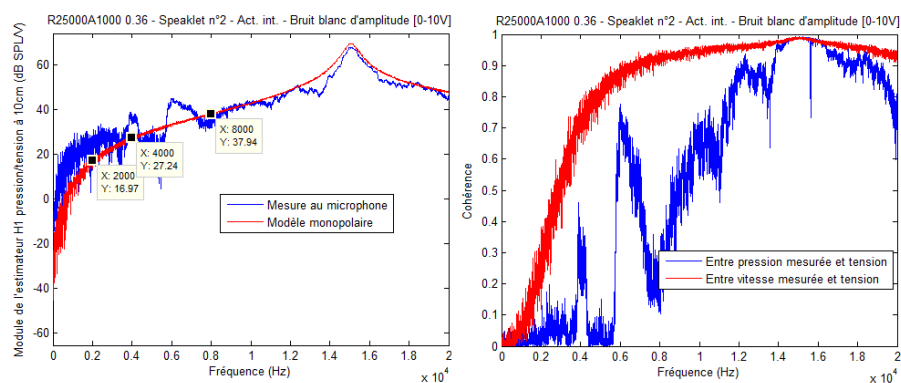 R25000A1000 0.36 - Speaklet n°2 - Act. int. - Bruit blanc d'amplitude [0-10V]
Module de l'estimateur H1 pression/tension à 10cm (dB SPL/V)
60
40
20
0
-20
-40
-60
X: 2000
Y: 16.97
X: 4000
Y: 27.24
X: 8000
Y: 37.94
Mesure au microphone
Modèle monopolaire
0
0.2
0.4
0.6
0.8
1
1.2
1.4
1.6
1.8
2
Fréquence (Hz)
x 10^4
R25000A1000 0.36 - Speaklet n°2 - Act. int. - Bruit blanc d'amplitude [0-10V]
Cohérence
1
0.9
0.8
0.7
0.6
0.5
0.4
0.3
0.2
0.1
0
Entre pression mesurée et tension
Entre vitesse mesurée et tension
0
0.2
0.4
0.6
0.8
1
1.2
1.4
1.6
1.8
2
Fréquence (Hz)
x 10^4